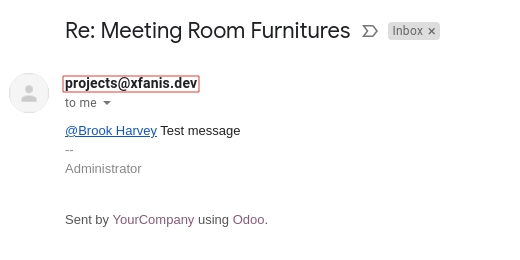 Re: Meeting Room Furnitures Inbox ×
projects@xfanis.dev
to me
@Brook Harvey Test message
--
Administrator
Sent by YourCompany using Odoo.